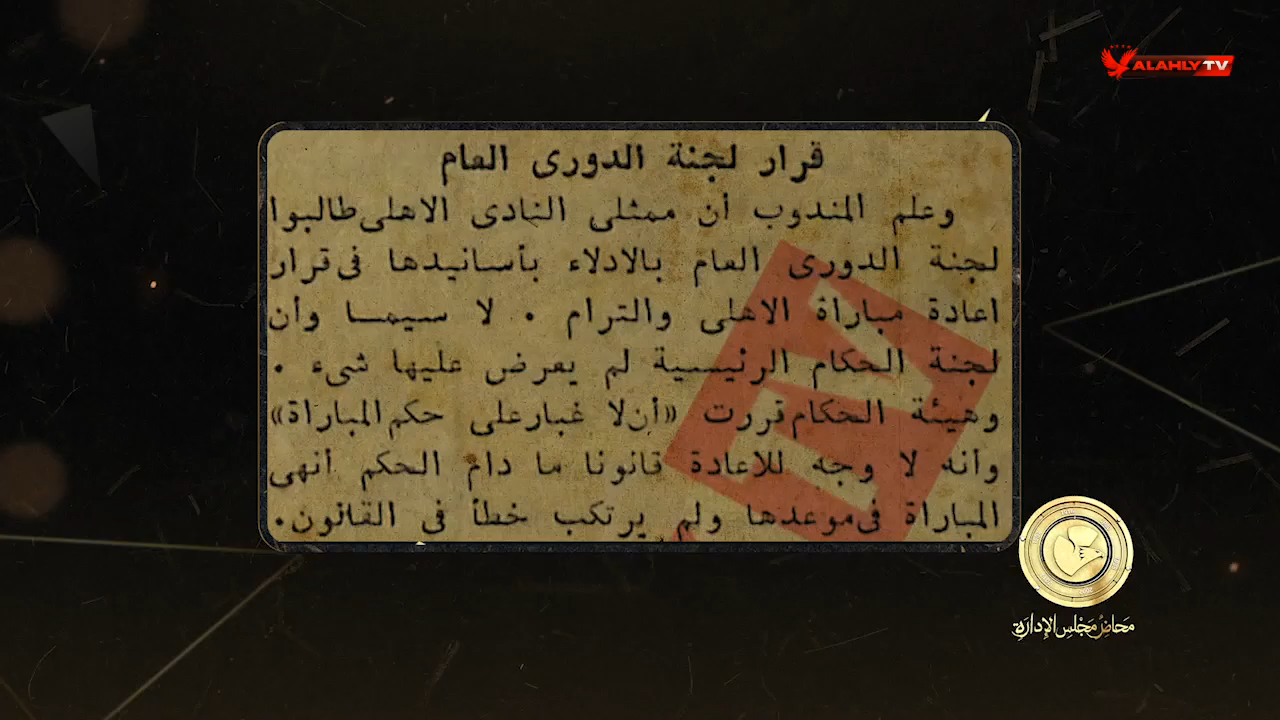 ALAHLY TV
قرار لجنة الدورى العام
وعلم المندوب أن ممثلى النادى الاهلى طالبوا
لجنة الدورى العام بالادلاء بأسانيدها فى قرار
اعادة مباراة الاهلى والترام . لا سيما وأن
لجنة الحكام الرئيسية لم يعرض عليها شىء .
وهيئة الحكام قررت «أن لا غبار على حكم المباراة»
وأنه لا وجه للاعادة قانونا ما دام الحكم أنهى
المباراة فى موعدها ولم يرتكب خطأ فى القانون.
مَحَاضِرُ مَجْلِسِ الإِدارَةِ